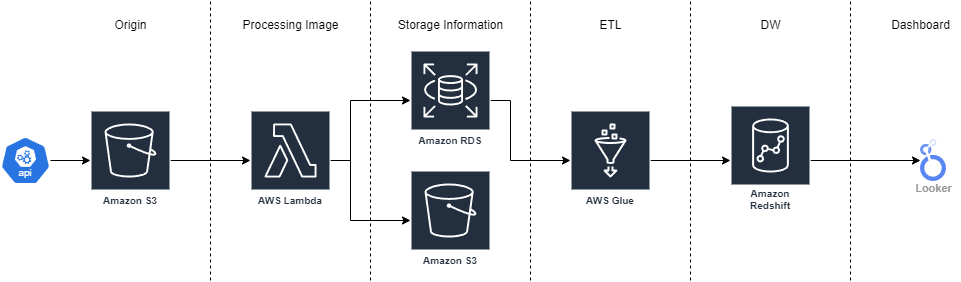 Origin
Processing Image
Storage Information
ETL
DW
Dashboard
api
Amazon S3
AWS Lambda
Amazon RDS
Amazon S3
AWS Glue
Amazon
Redshift
Looker